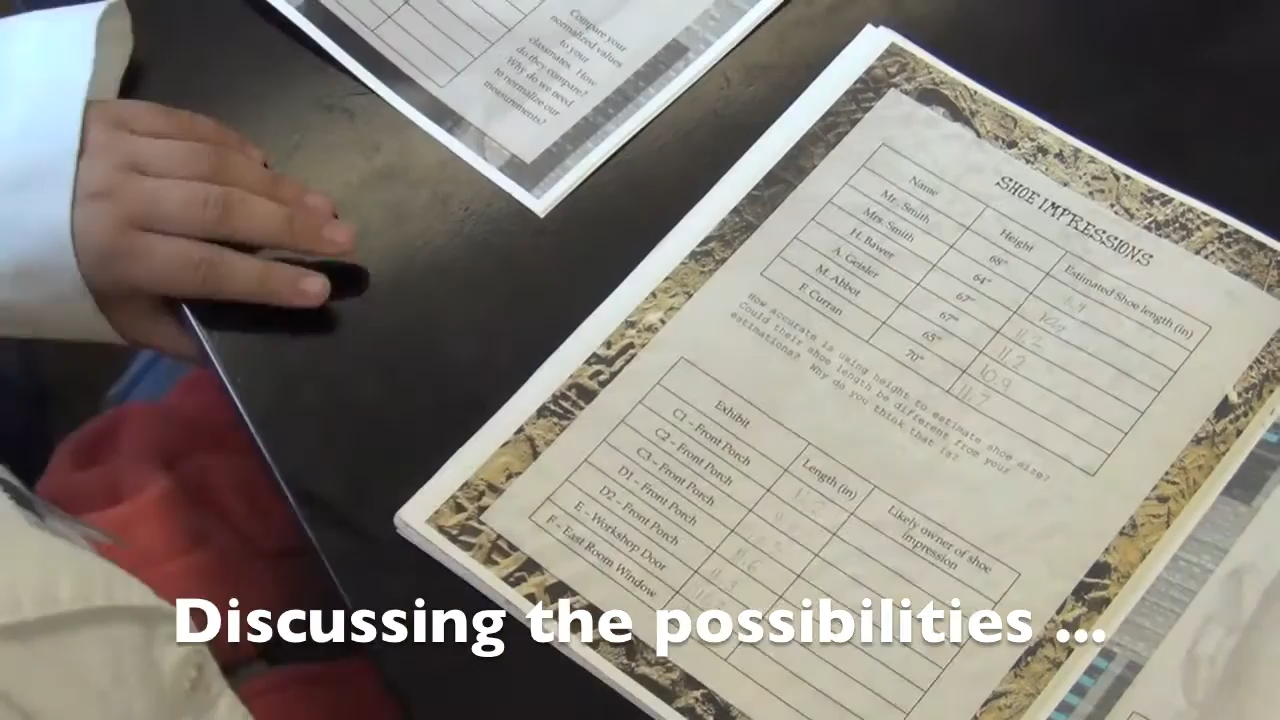 Compare your
normalized values
to your
classmates. How
do they compare?
Why do we need
to normalize our
measurements?
SHOE IMPRESSIONS
Name Height Estimated Shoe length (in)
Mr. Smith 68"
Mrs. Smith 64"
H. Bawer 67" 11.2
A. Geisler 67" 11.2
M. Abbot 65" 10.9
F. Curran 70" 11.7
How accurate is using height to estimate shoe size?
Could their shoe length be different from your
estimations? Why do you think that is?
Exhibit Length (in) Likely owner of shoe
impression
C1 – Front Porch
C2 – Front Porch
C3 – Front Porch
D1 – Front Porch
D2 – Front Porch
E – Workshop Door
F – East Room Window
Discussing the possibilities ...